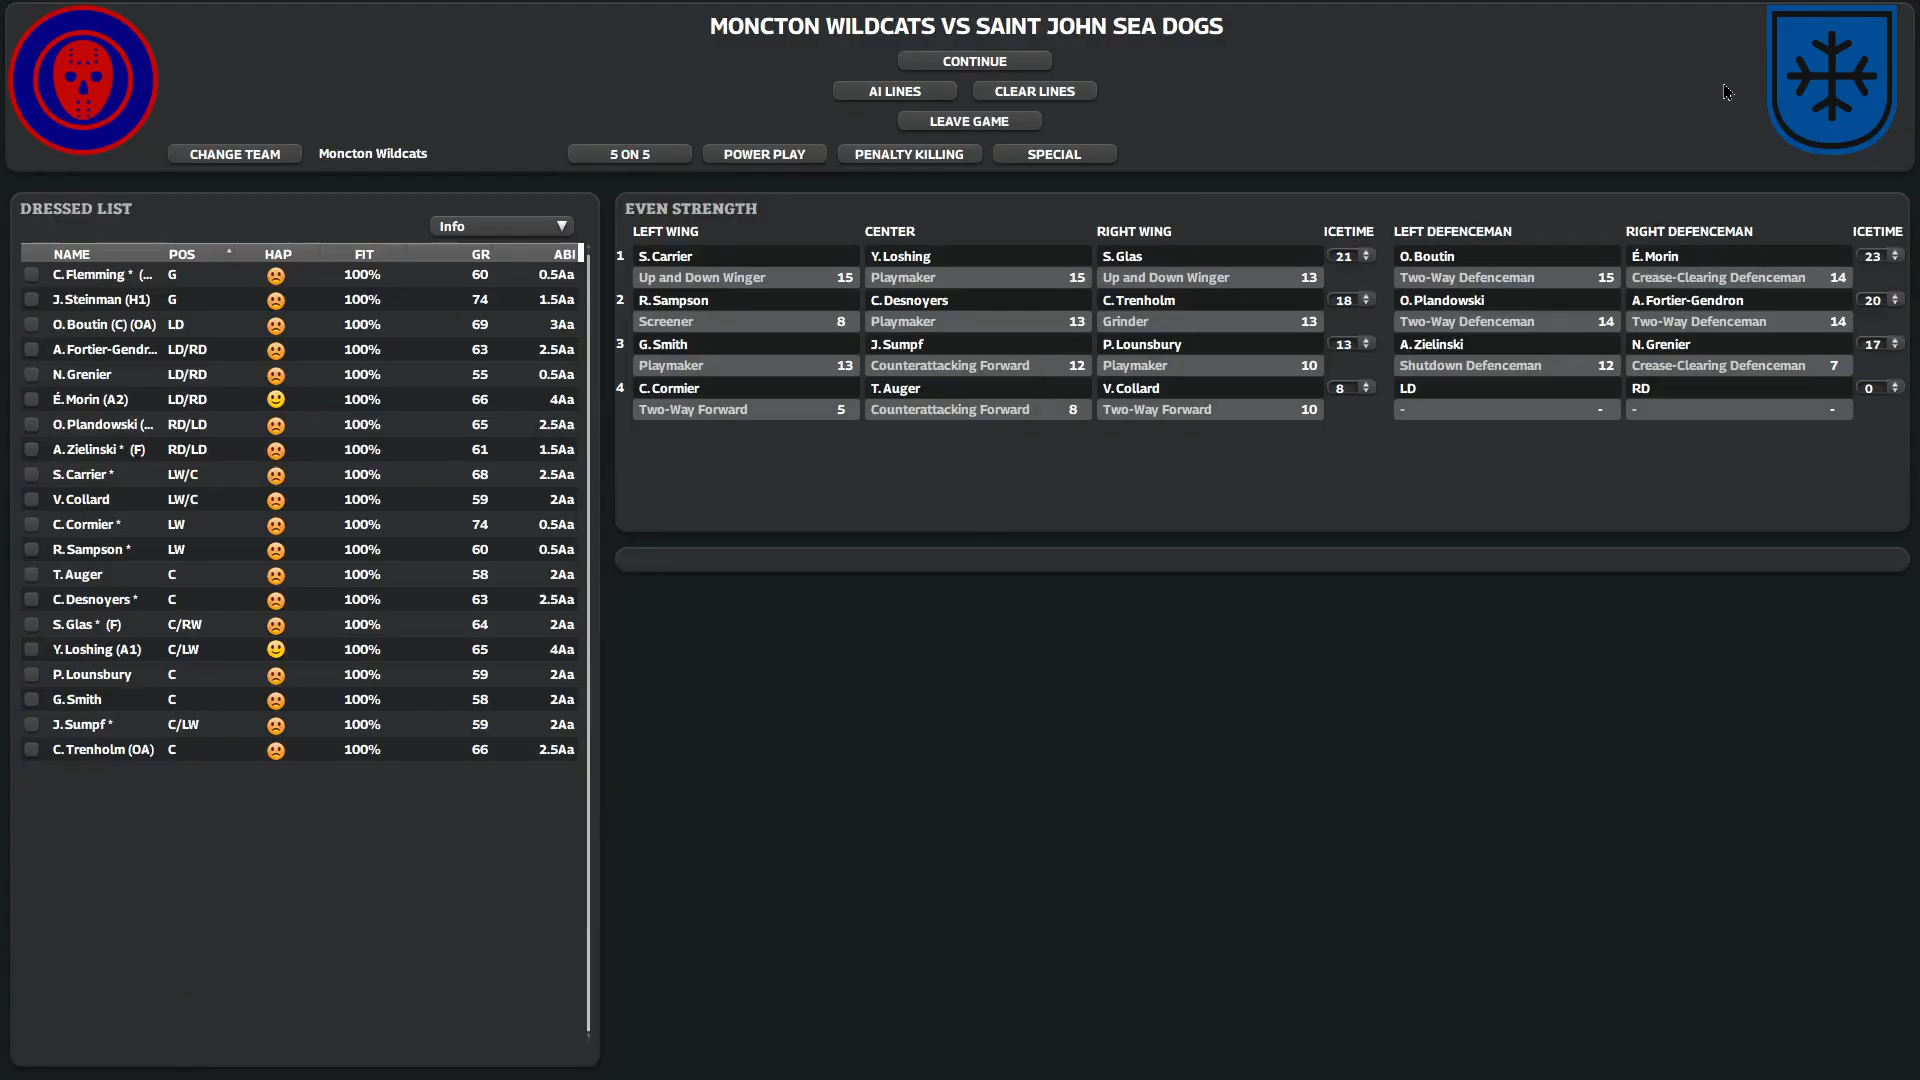 MONCTON WILDCATS VS SAINT JOHN SEA DOGS
CONTINUE
AI LINES CLEAR LINES
LEAVE GAME
CHANGE TEAM Moncton Wildcats 5 ON 5 POWER PLAY PENALTY KILLING SPECIAL
DRESSED LIST
Info
NAME POS HAP FIT GR ABI
C. Flemming * (... G 100% 60 0.5Aa
J. Steinman (H1) G 100% 74 1.5Aa
O. Boutin (C) (OA) LD 100% 69 3Aa
A. Fortier-Gendr... LD/RD 100% 63 2.5Aa
N. Grenier LD/RD 100% 55 0.5Aa
É. Morin (A2) LD/RD 100% 66 4Aa
O. Plandowski (... RD/LD 100% 65 2.5Aa
A. Zielinski * (F) RD/LD 100% 61 1.5Aa
S. Carrier * LW/C 100% 68 2.5Aa
V. Collard LW/C 100% 59 2Aa
C. Cormier * LW 100% 74 0.5Aa
R. Sampson * LW 100% 60 0.5Aa
T. Auger C 100% 58 2Aa
C. Desnoyers * C 100% 63 2.5Aa
S. Glas * (F) C/RW 100% 64 2Aa
Y. Loshing (A1) C/LW 100% 65 4Aa
P. Lounsbury C 100% 59 2Aa
G. Smith C 100% 58 2Aa
J. Sumpf * C/LW 100% 59 2Aa
C. Trenholm (OA) C 100% 66 2.5Aa
EVEN STRENGTH
LEFT WING CENTER RIGHT WING ICETIME LEFT DEFENCEMAN RIGHT DEFENCEMAN ICETIME
1 S. Carrier Y. Loshing S. Glas 21 O. Boutin É. Morin 23
Up and Down Winger 15 Playmaker 15 Up and Down Winger 13 Two-Way Defenceman 15 Crease-Clearing Defenceman 14
2 R. Sampson C. Desnoyers C. Trenholm 18 O. Plandowski A. Fortier-Gendron 20
Screener 8 Playmaker 13 Grinder 13 Two-Way Defenceman 14 Two-Way Defenceman 14
3 G. Smith J. Sumpf P. Lounsbury 13 A. Zielinski N. Grenier 17
Playmaker 13 Counterattacking Forward 12 Playmaker 10 Shutdown Defenceman 12 Crease-Clearing Defenceman 7
4 C. Cormier T. Auger V. Collard 8 LD RD 0
Two-Way Forward 5 Counterattacking Forward 8 Two-Way Forward 10 - - - -